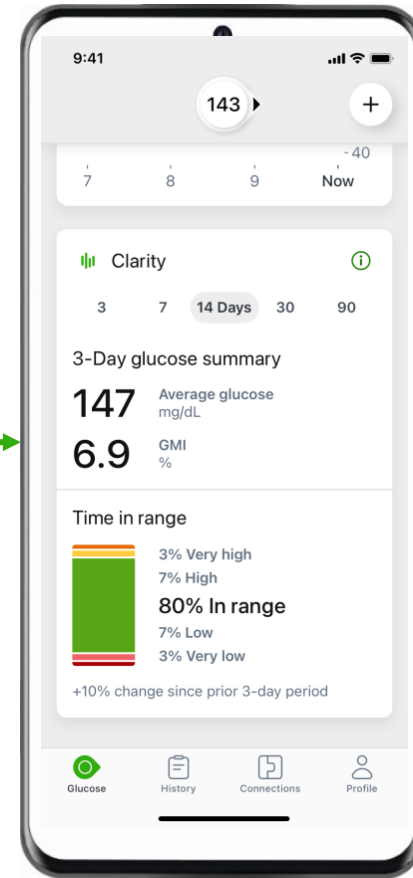 9:41
143
+
-40
7 8 9 Now
Clarity
3 7 14 Days 30 90
3-Day glucose summary
147 Average glucose
mg/dL
6.9 GMI
%
Time in range
3% Very high
7% High
80% In range
7% Low
3% Very low
+10% change since prior 3-day period
Glucose History Connections Profile